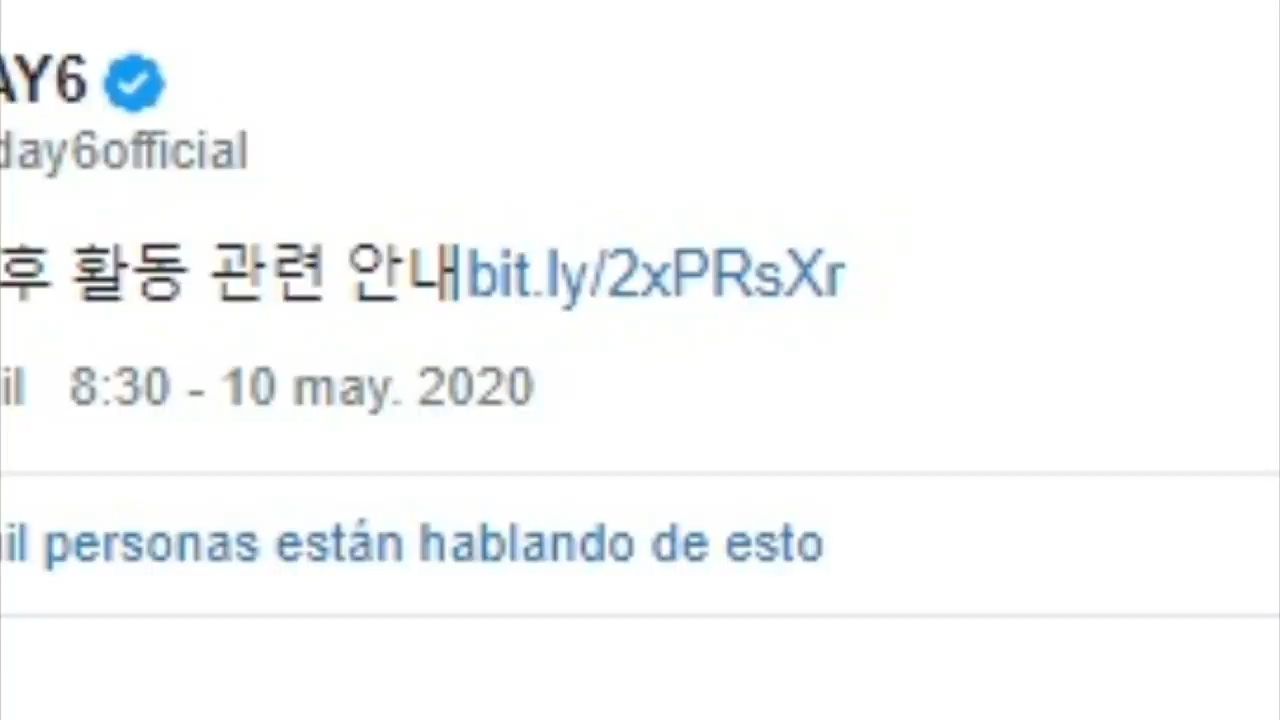 AY6
day6official
후 활동 관련 안내bit.ly/2xPRsXr
il 8:30 - 10 may. 2020
il personas están hablando de esto